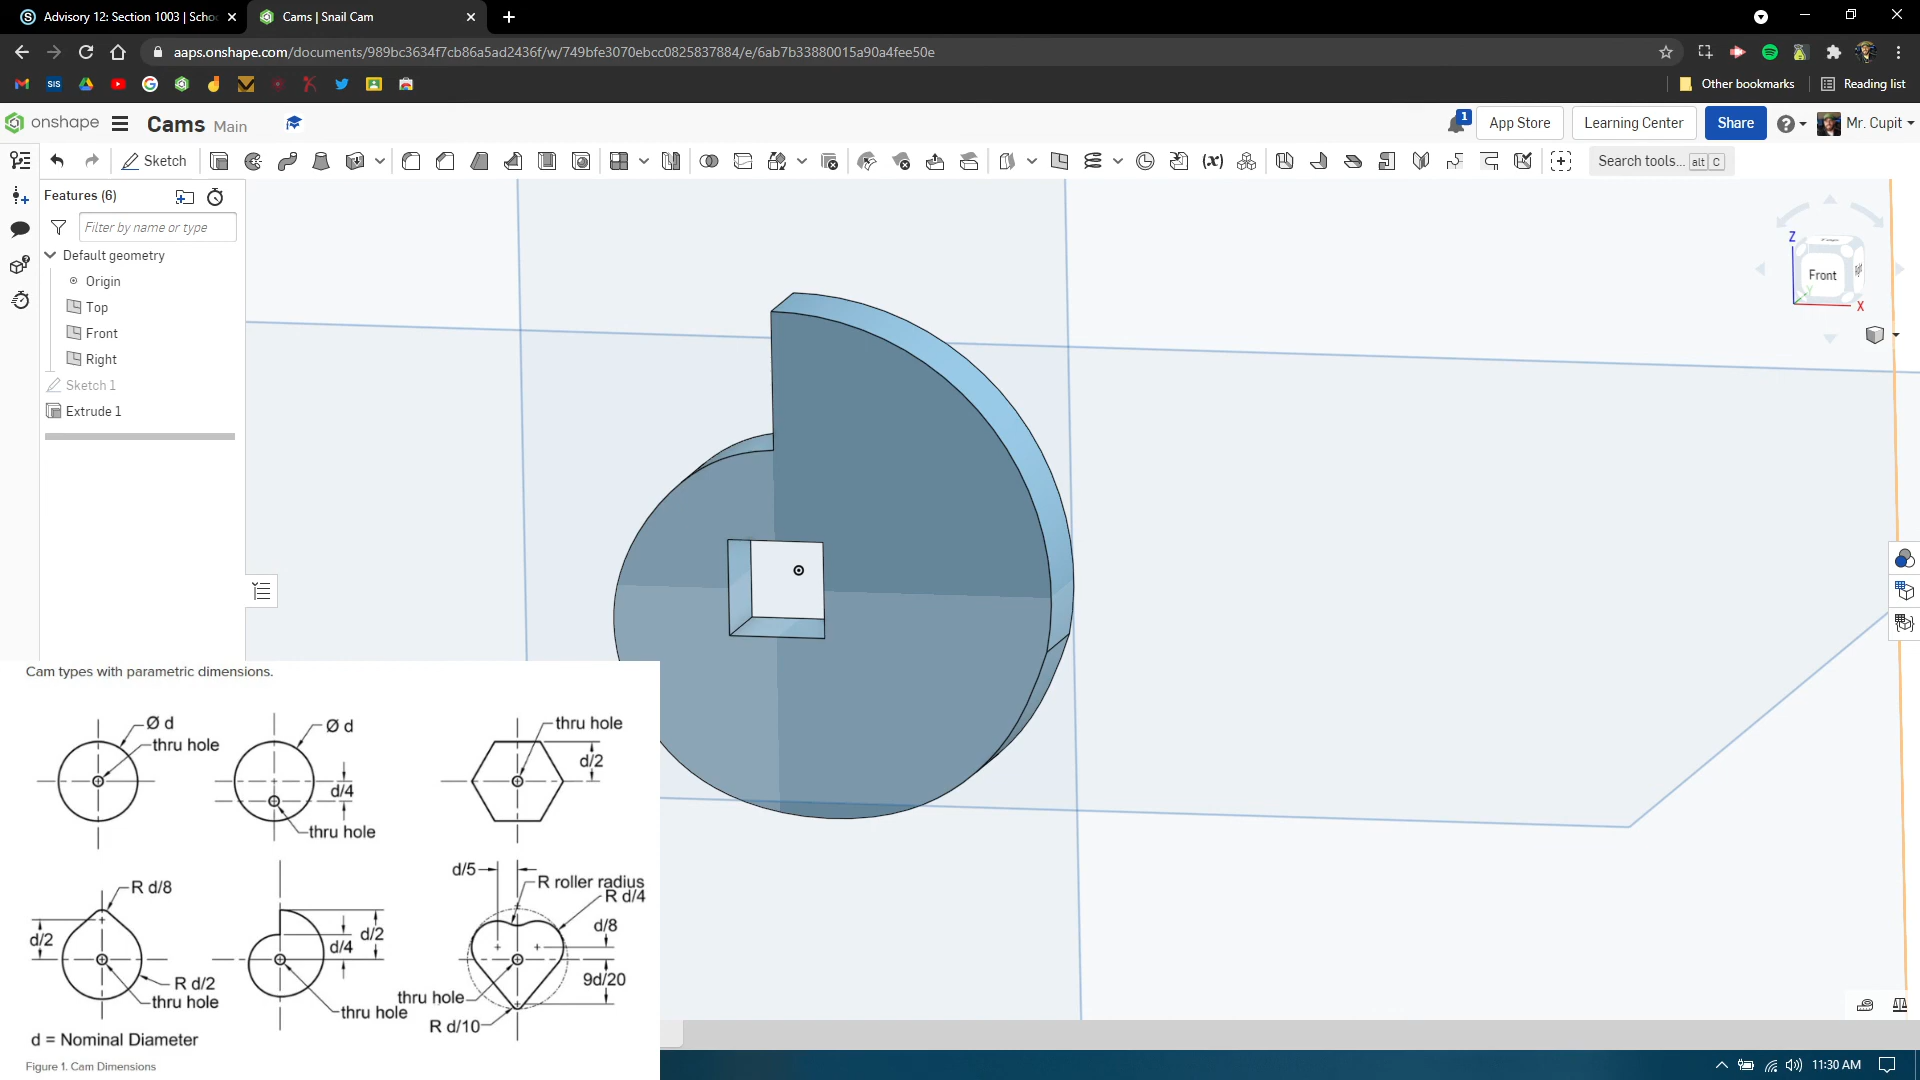 Advisory 12: Section 1003 | Scho
Cams | Snail Cam
aaps.onshape.com/documents/989bc3634f7cb86a5ad2436f/w/749bfe3070ebcc0825837884/e/6ab7b33880015a90a4fee50e
SIS
Other bookmarks
Reading list
onshape
Cams Main
1
App Store
Learning Center
Share
Mr. Cupit
Sketch
(x)
Search tools... alt C
Features (6)
Filter by name or type
Default geometry
Origin
Top
Front
Right
Sketch 1
Extrude 1
Z
Front
Y
X
Cam types with parametric dimensions.
Ø d
thru hole
Ø d
d/4
thru hole
thru hole
d/2
R d/8
d/2
R d/2
thru hole
d/4
d/2
thru hole
d/5
R roller radius
R d/4
d/8
9d/20
thru hole
R d/10
d = Nominal Diameter
Figure 1. Cam Dimensions
11:30 AM